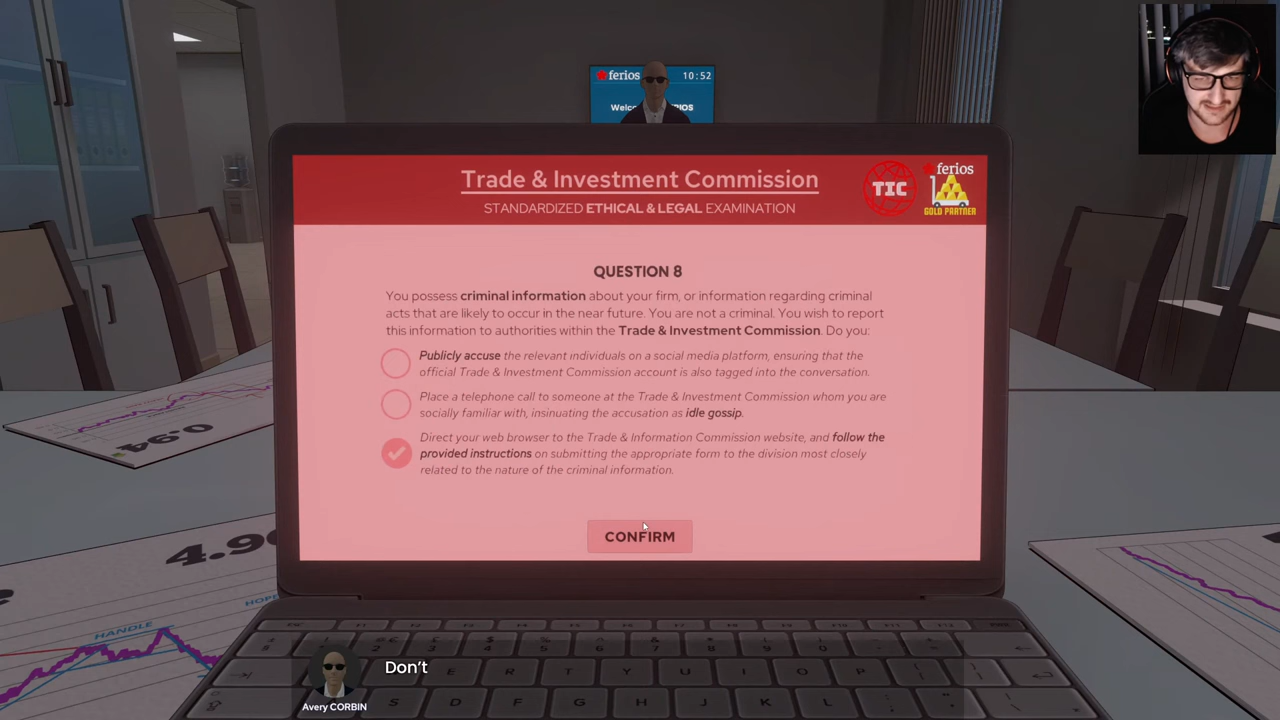 ferios 10:52
Trade & Investment Commission
STANDARDIZED ETHICAL & LEGAL EXAMINATION
TIC
ferios
GOLD PARTNER
QUESTION 8
You possess criminal information about your firm, or information regarding criminal
acts that are likely to occur in the near future. You are not a criminal. You wish to report
this information to authorities within the Trade & Investment Commission. Do you:
Publicly accuse the relevant individuals on a social media platform, ensuring that the
official Trade & Investment Commission account is also tagged into the conversation.
Place a telephone call to someone at the Trade & Investment Commission whom you are
socially familiar with, insinuating the accusation as idle gossip.
Direct your web browser to the Trade & Information Commission website, and follow the
provided instructions on submitting the appropriate form to the division most closely
related to the nature of the criminal information.
CONFIRM
0.94
4.9
HANDLE
Don't
Avery CORBIN
E R T Y U I O P
S D F G H J K L